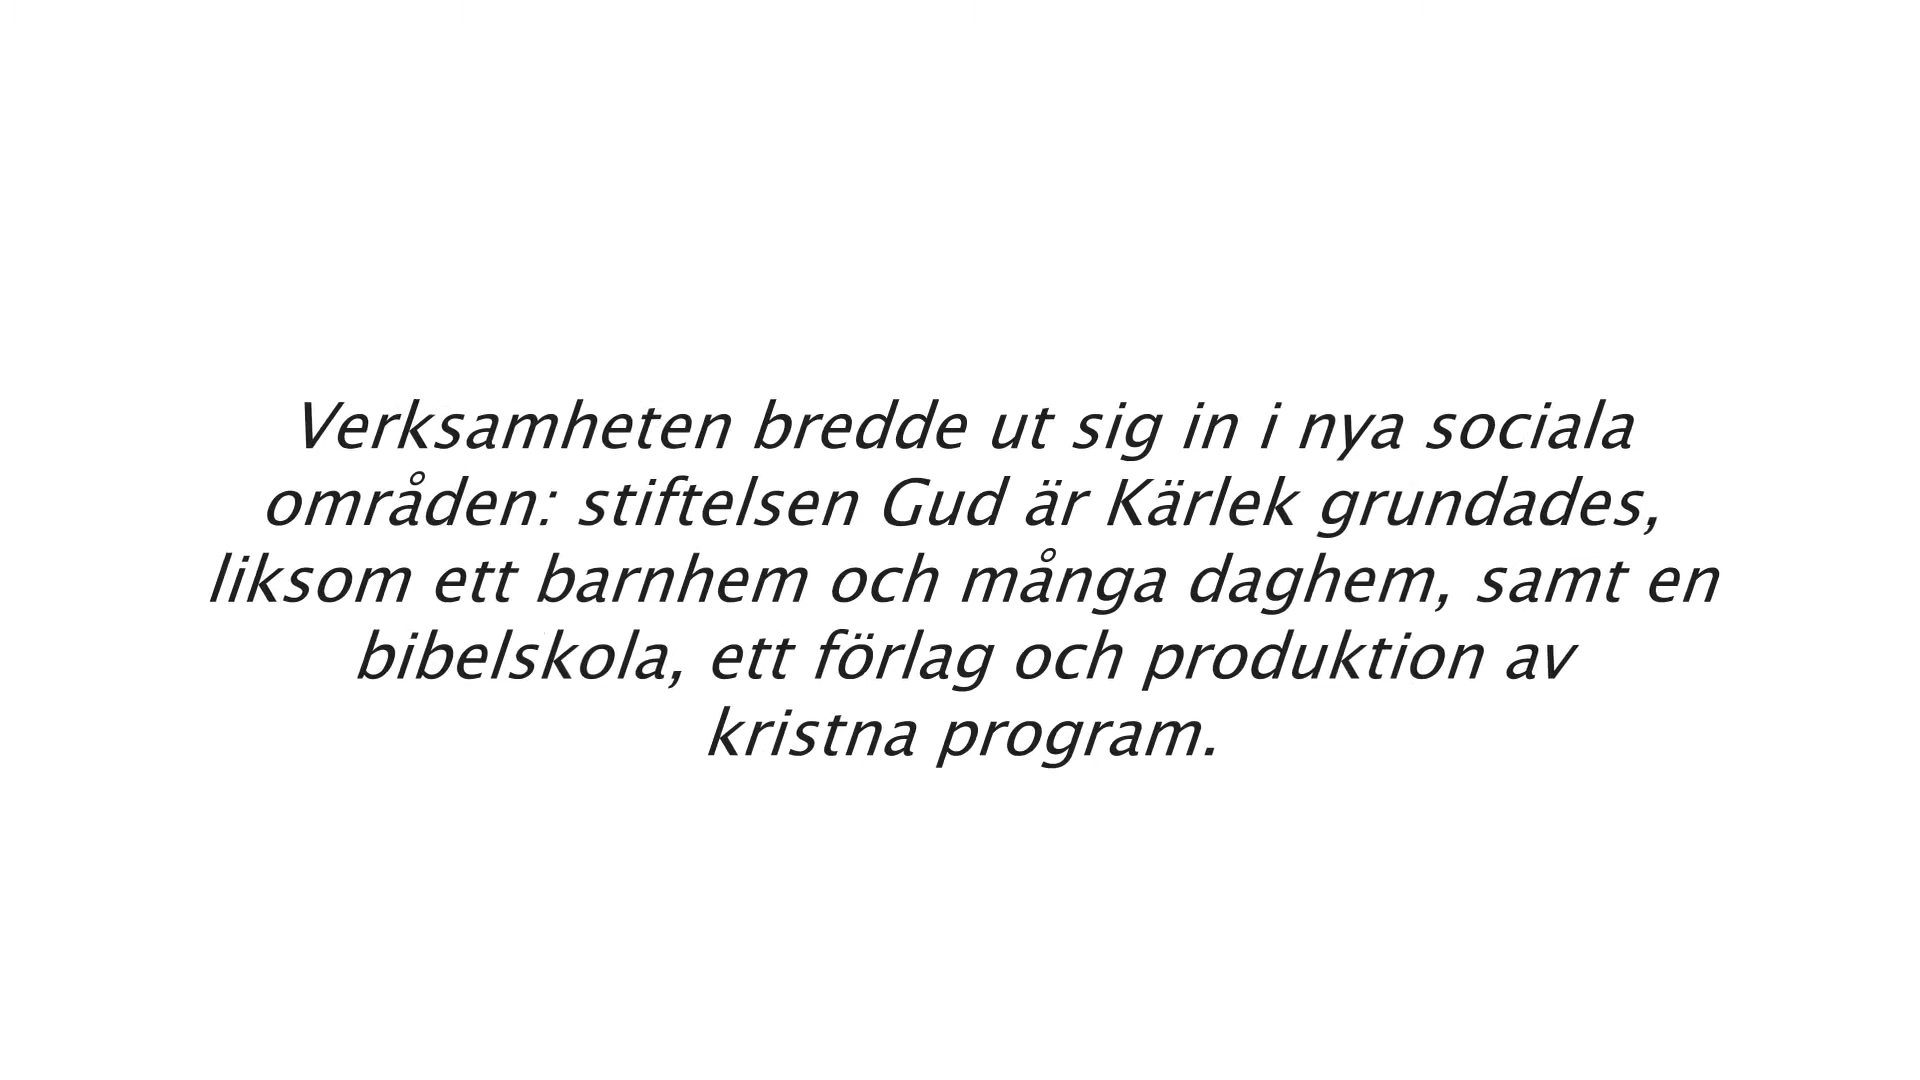 Verksamheten bredde ut sig in i nya sociala
områden: stiftelsen Gud är Kärlek grundades,
liksom ett barnhem och många daghem, samt en
bibelskola, ett förlag och produktion av
kristna program.